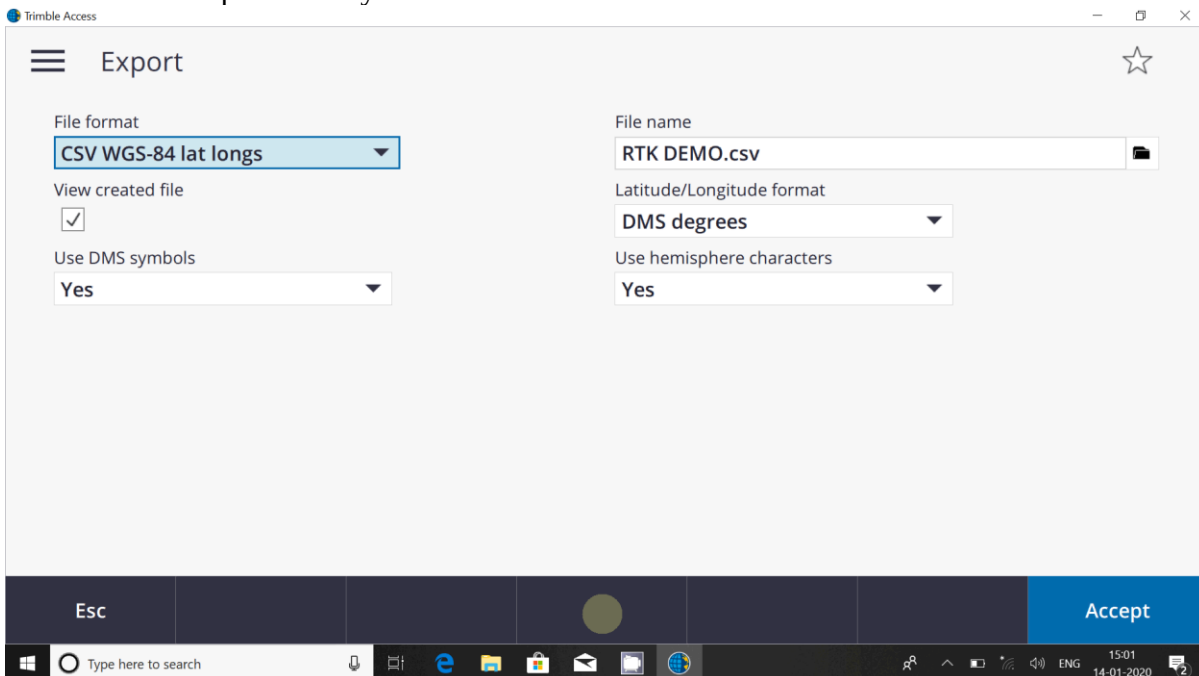 Trimble Access
Export
File format
CSV WGS-84 lat longs
File name
RTK DEMO.csv
View created file
Latitude/Longitude format
DMS degrees
Use DMS symbols
Yes
Use hemisphere characters
Yes
Esc
Accept
Type here to search
ENG
15:01
14-01-2020
2